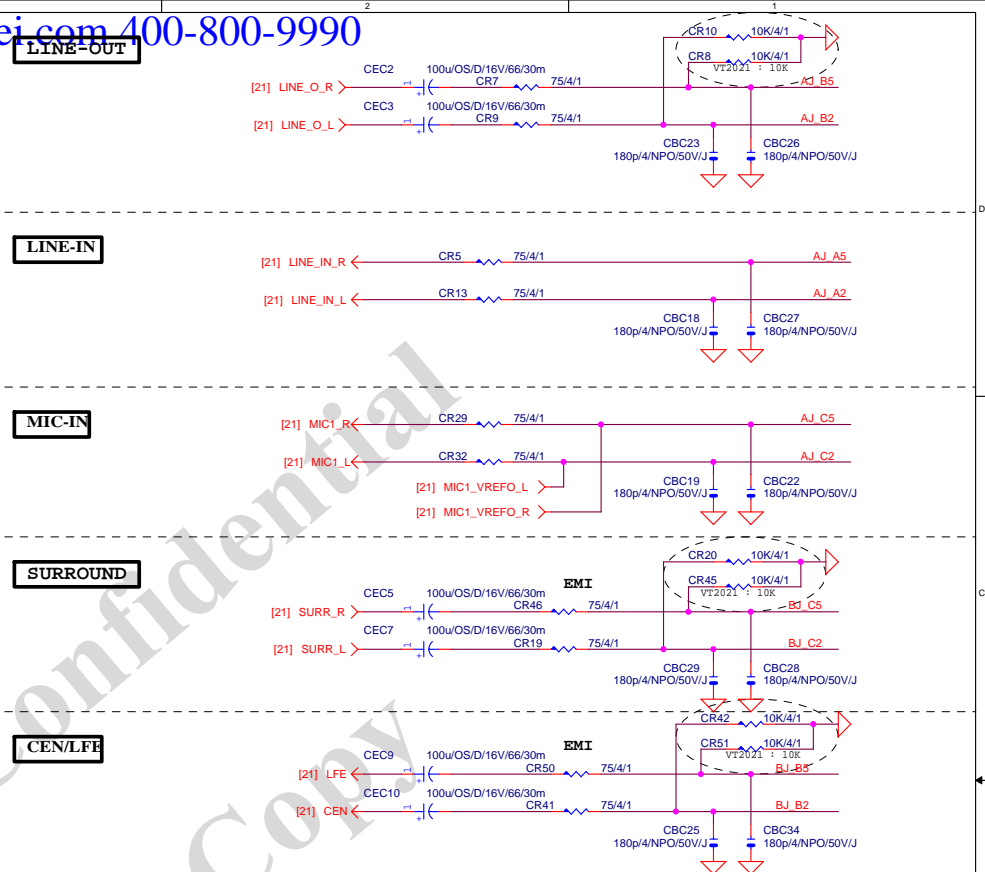 2 1
ei.com 400-800-9990
LINE-OUT
CR10 10K/4/1
CR8 10K/4/1
VT2021 : 10K
CEC2 100u/OS/D/16V/66/30m
[21] LINE_O_R 1 + CR7 75/4/1 AJ_B5
CEC3 100u/OS/D/16V/66/30m
[21] LINE_O_L 1 + CR9 75/4/1 AJ_B2
CBC23 CBC26
180p/4/NPO/50V/J 180p/4/NPO/50V/J
D
LINE-IN
[21] LINE_IN_R CR5 75/4/1 AJ_A5
[21] LINE_IN_L CR13 75/4/1 AJ_A2
CBC18 CBC27
180p/4/NPO/50V/J 180p/4/NPO/50V/J
MIC-IN
[21] MIC1_R CR29 75/4/1 AJ_C5
[21] MIC1_L CR32 75/4/1 AJ_C2
[21] MIC1_VREFO_L
[21] MIC1_VREFO_R
CBC19 CBC22
180p/4/NPO/50V/J 180p/4/NPO/50V/J
SURROUND
CR20 10K/4/1
CR45 10K/4/1
VT2021 : 10K
EMI
C
CEC5 100u/OS/D/16V/66/30m
[21] SURR_R 1 + CR46 75/4/1 BJ_C5
CEC7 100u/OS/D/16V/66/30m
[21] SURR_L 1 + CR19 75/4/1 BJ_C2
CBC29 CBC28
180p/4/NPO/50V/J 180p/4/NPO/50V/J
CEN/LFE
CR42 10K/4/1
CR51 10K/4/1
VT2021 : 10K
EMI
CEC9 100u/OS/D/16V/66/30m
[21] LFE 1 + CR50 75/4/1 BJ_B5
CEC10 100u/OS/D/16V/66/30m
[21] CEN 1 + CR41 75/4/1 BJ_B2
CBC25 CBC34
180p/4/NPO/50V/J 180p/4/NPO/50V/J
Confidential
Copy